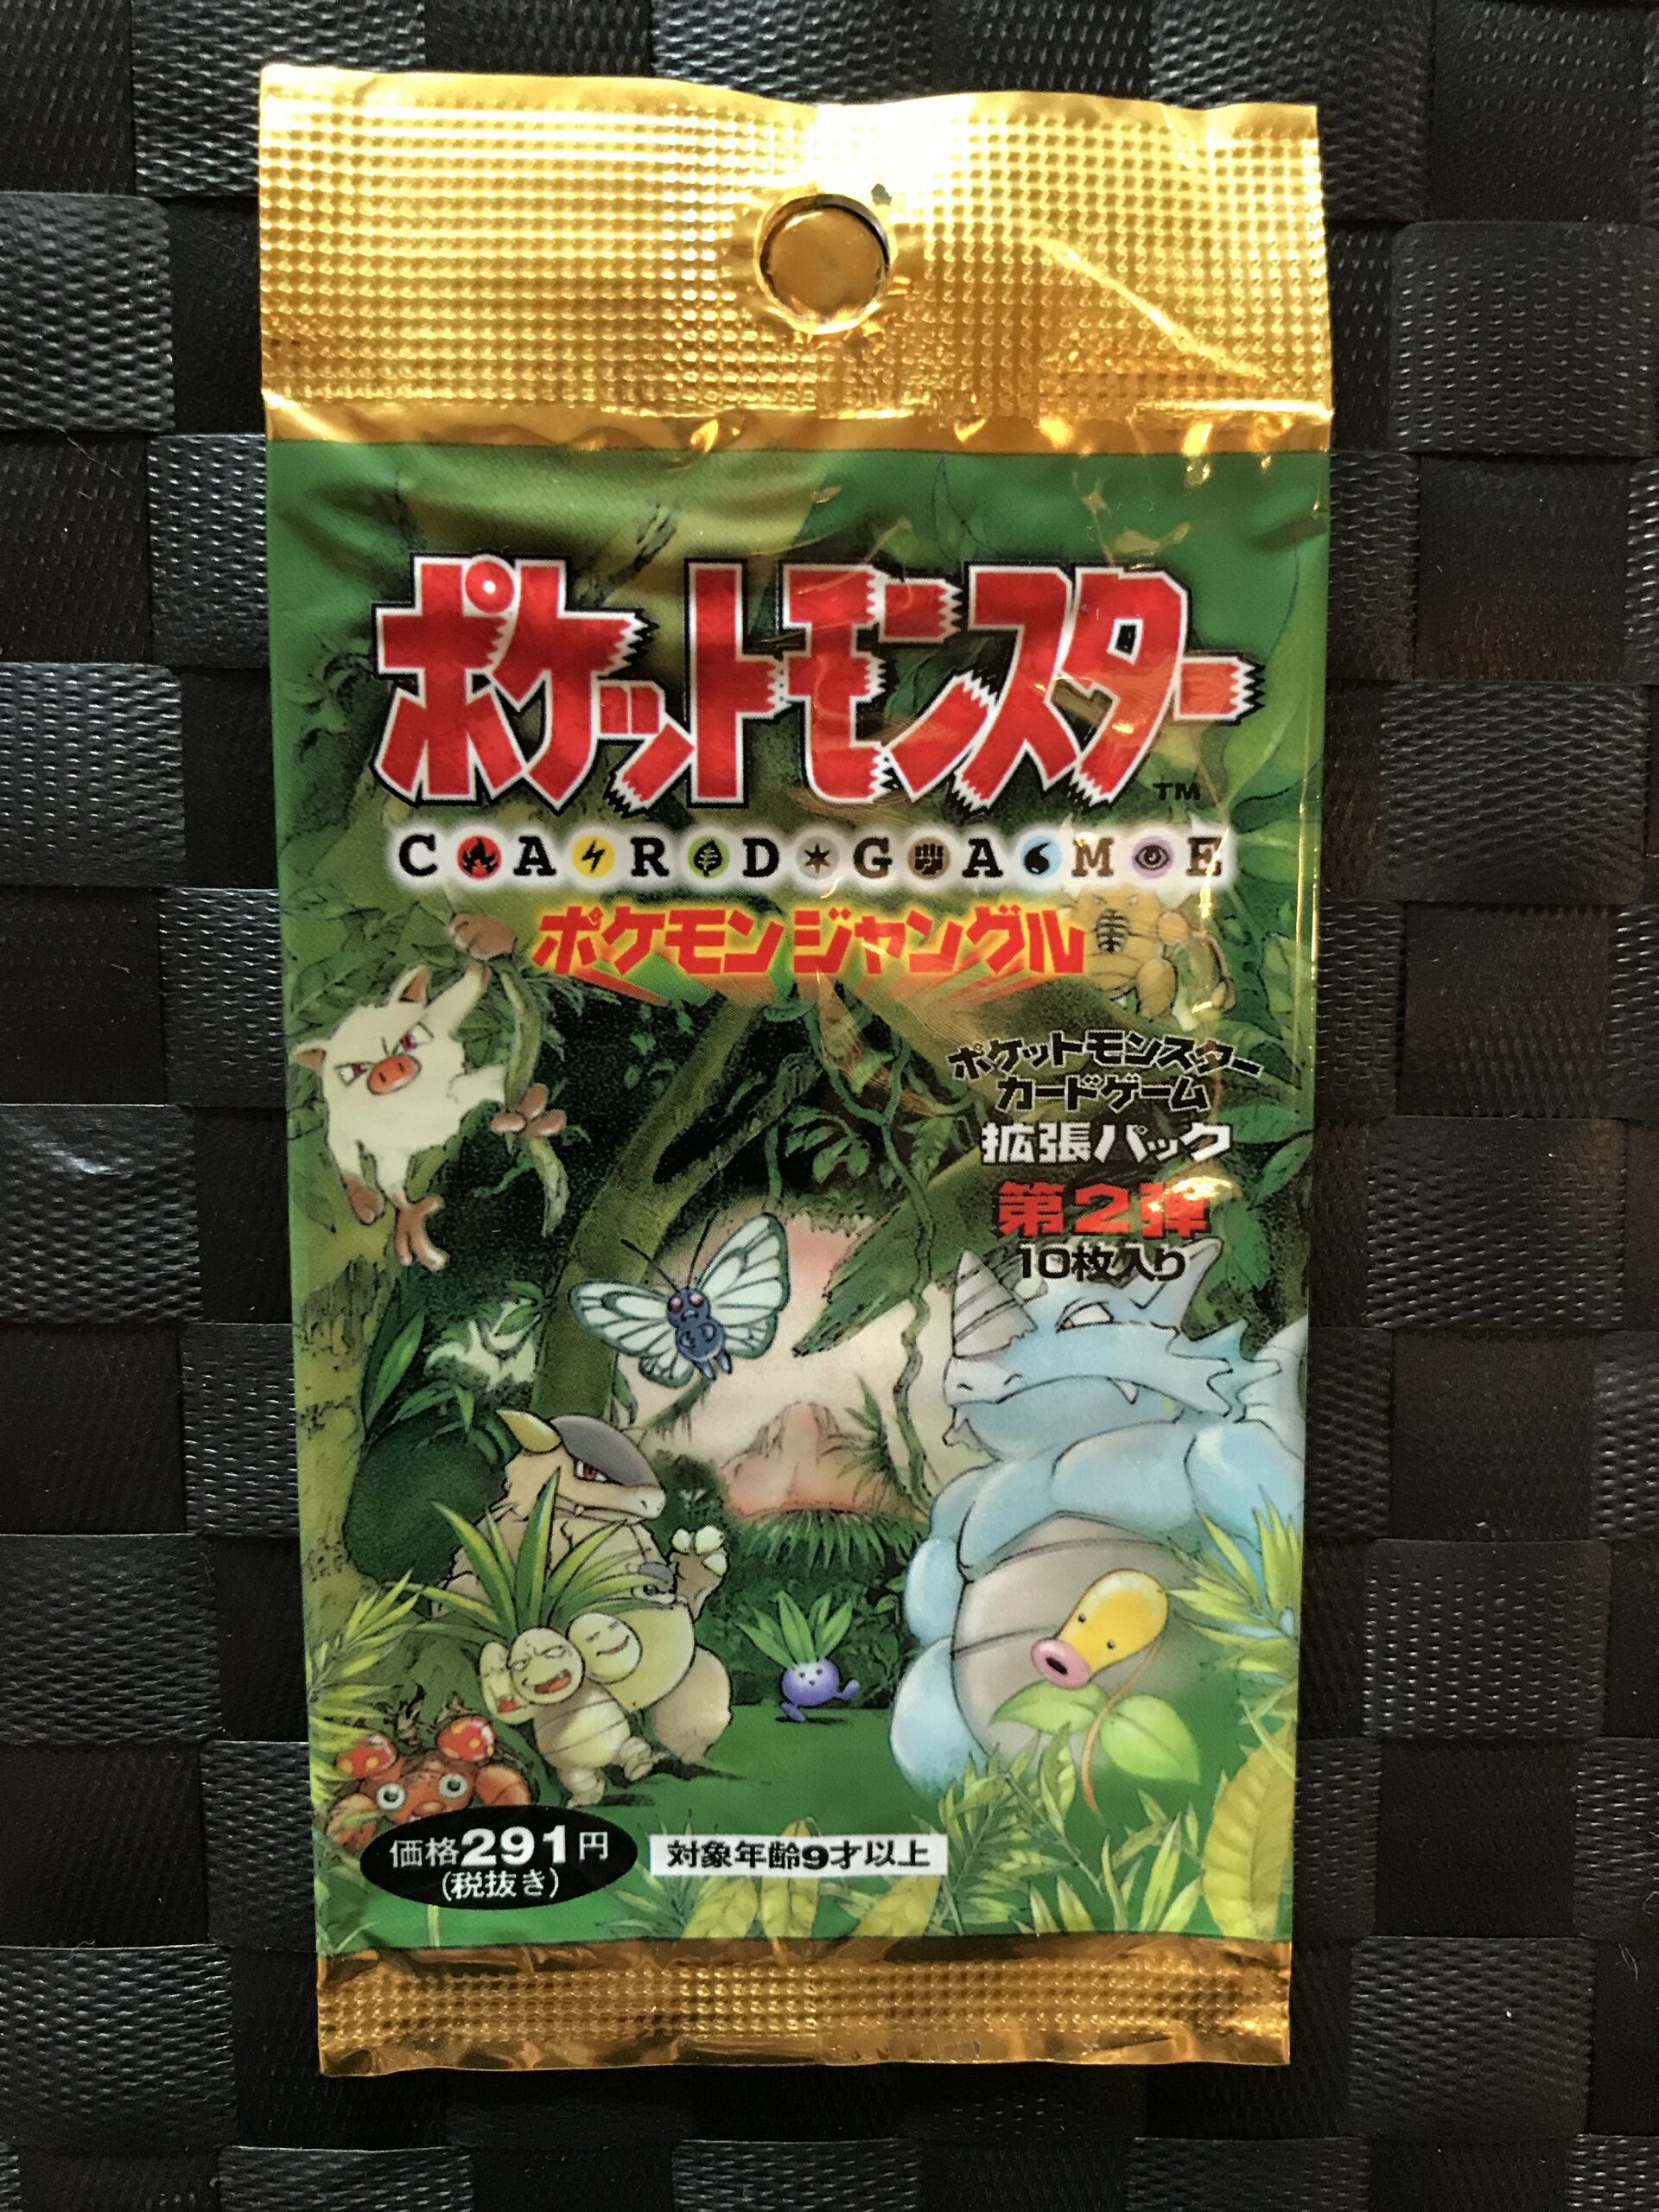 ポケットモンスター
TM
CARD GAME
ポケモンジャングル
ポケットモンスター
カードゲーム
拡張パック
第2弾
10枚入り
価格291円
(税抜き)
対象年齢9才以上